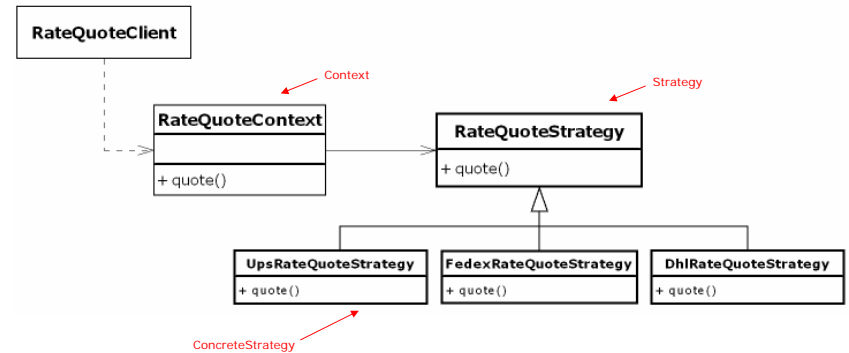 RateQuoteClient
Context
Strategy
RateQuoteContext
+ quote()
RateQuoteStrategy
+ quote()
UpsRateQuoteStrategy
+ quote()
FedexRateQuoteStrategy
+ quote()
DhlRateQuoteStrategy
+ quote()
ConcreteStrategy